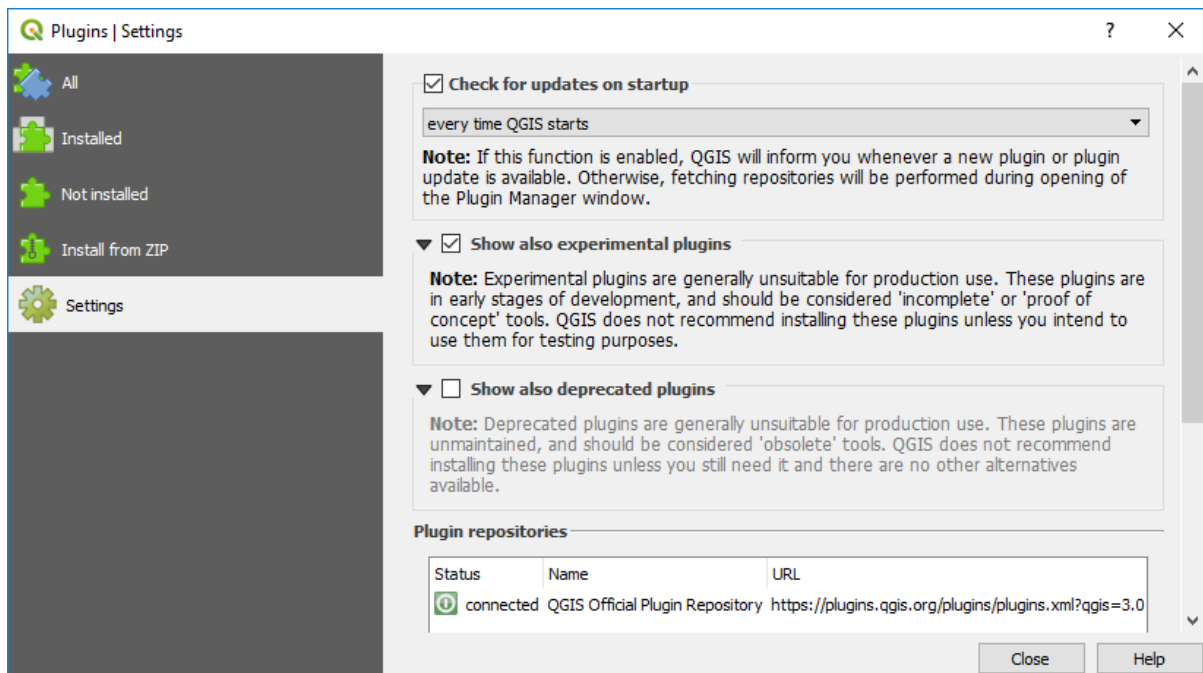 Plugins | Settings
?
All
Installed
Not installed
Install from ZIP
Settings
Check for updates on startup
every time QGIS starts
Note: If this function is enabled, QGIS will inform you whenever a new plugin or plugin
update is available. Otherwise, fetching repositories will be performed during opening of
the Plugin Manager window.
Show also experimental plugins
Note: Experimental plugins are generally unsuitable for production use. These plugins are
in early stages of development, and should be considered 'incomplete' or 'proof of
concept' tools. QGIS does not recommend installing these plugins unless you intend to
use them for testing purposes.
Show also deprecated plugins
Note: Deprecated plugins are generally unsuitable for production use. These plugins are
unmaintained, and should be considered 'obsolete' tools. QGIS does not recommend
installing these plugins unless you still need it and there are no other alternatives
available.
Plugin repositories
Status Name URL
connected QGIS Official Plugin Repository https://plugins.qgis.org/plugins/plugins.xml?qgis=3.0
Close Help